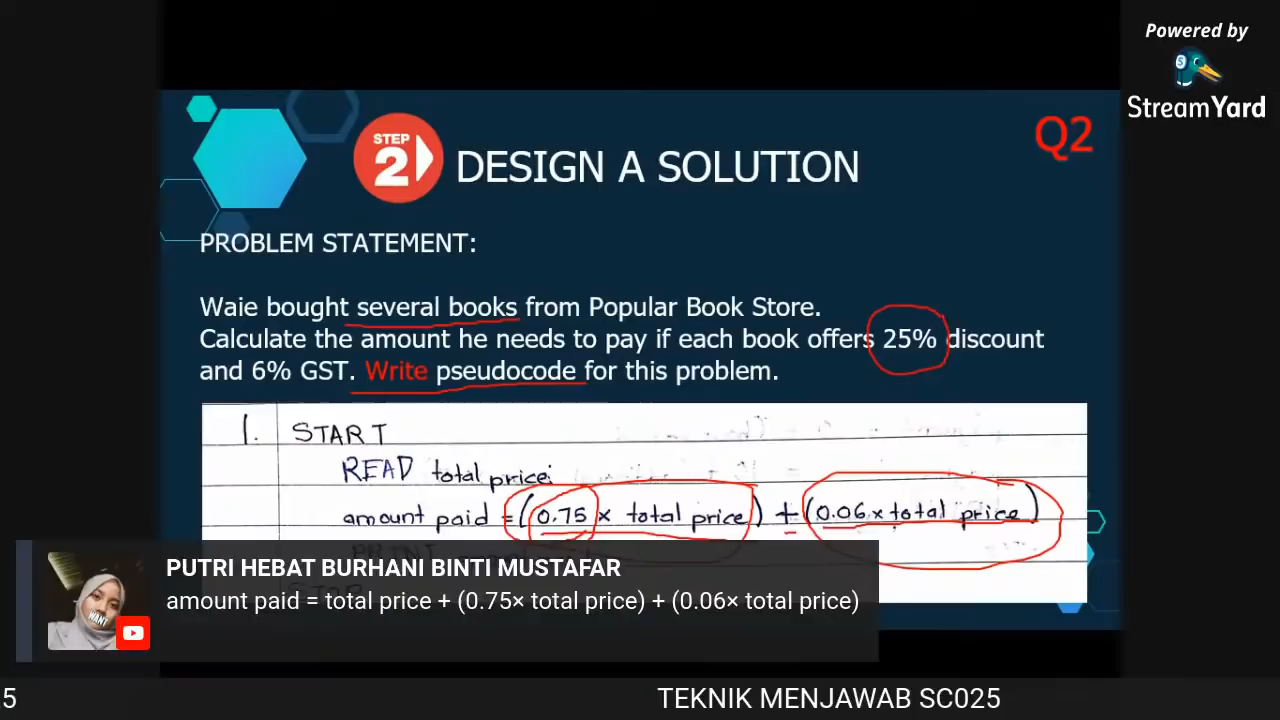 Powered by
StreamYard
Q2
STEP
2
DESIGN A SOLUTION
PROBLEM STATEMENT:
Waie bought several books from Popular Book Store.
Calculate the amount he needs to pay if each book offers 25% discount
and 6% GST. Write pseudocode for this problem.
1. START
READ total price;
amount paid = (0.75 × total price) + (0.06 × total price)
PUTRI HEBAT BURHANI BINTI MUSTAFAR
amount paid = total price + (0.75× total price) + (0.06× total price)
WANT
5 TEKNIK MENJAWAB SC025